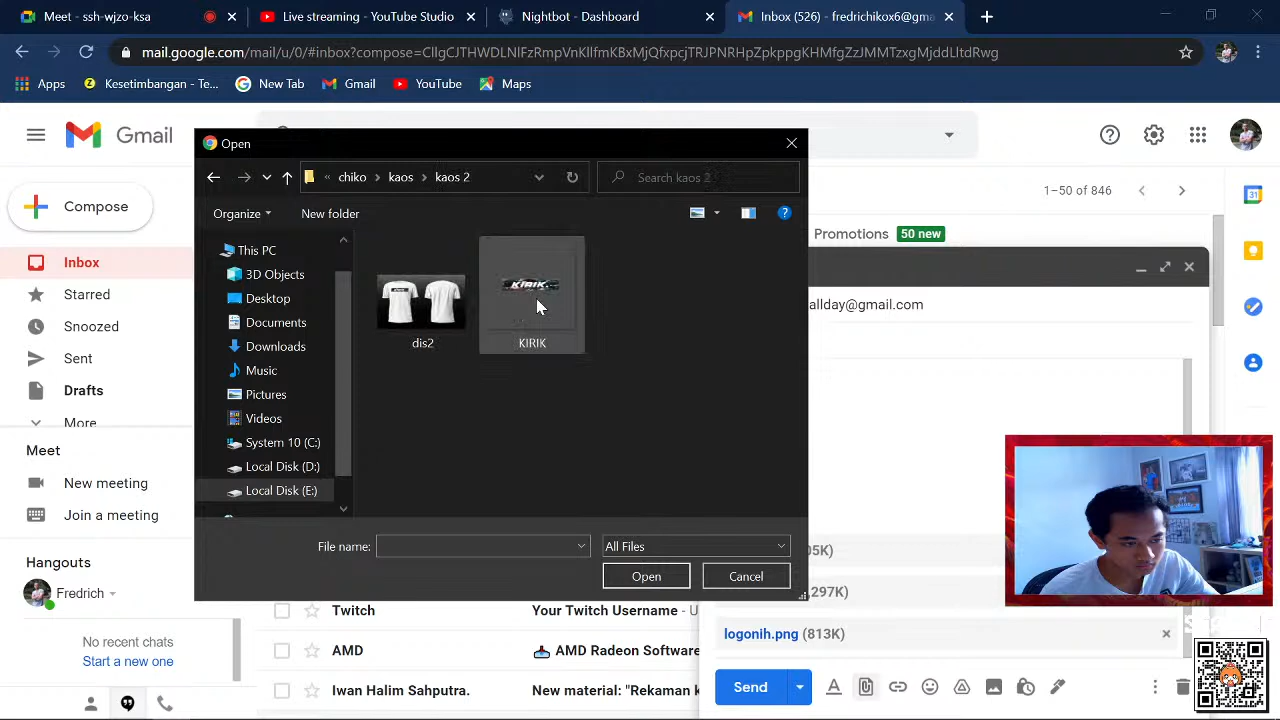 Meet - ssh-wjzo-ksa
Live streaming - YouTube Studio
Nightbot - Dashboard
Inbox (526) - fredrichikox6@gma
mail.google.com/mail/u/0/#inbox?compose=CllgCJTHWDLNlFzRmpVnKllfmKBxMjQfxpcjTRJPNRHpZpkppgKHMfgZzJMMTzxgMjddLltdRwg
Apps
Kesetimbangan - Te...
New Tab
Gmail
YouTube
Maps
Gmail
Open
chiko
kaos
kaos 2
Search kaos 2
Compose
1–50 of 846
Organize
New folder
31
Promotions
50 new
This PC
Inbox
3D Objects
Starred
Desktop
allday@gmail.com
Snoozed
Documents
KIRIK
dis2
KIRIK
Sent
Downloads
Music
Drafts
Pictures
More
Videos
Meet
System 10 (C:)
New meeting
Local Disk (D:)
Join a meeting
Local Disk (E:)
File name:
All Files
05K)
Hangouts
Open
Cancel
Fredrich
297K)
Twitch
Your Twitch Username - U
logonih.png (813K)
No recent chats
Start a new one
AMD
AMD Radeon Software
Iwan Halim Sahputra.
New material: "Rekaman k
Send